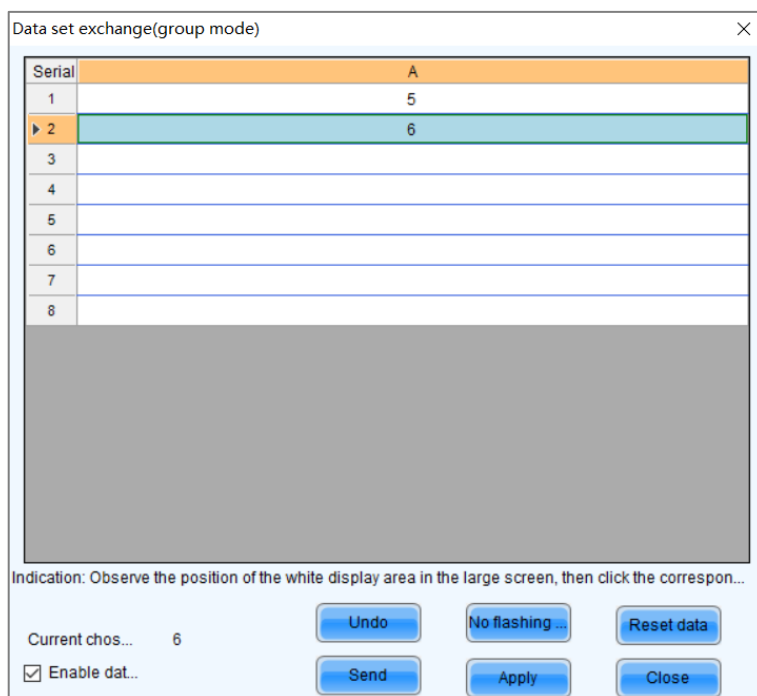 Data set exchange(group mode)
Serial A
1 5
2 6
3
4
5
6
7
8
Indication: Observe the position of the white display area in the large screen, then click the correspon...
Undo No flashing ... Reset data
Current chos... 6
Enable dat... Send Apply Close